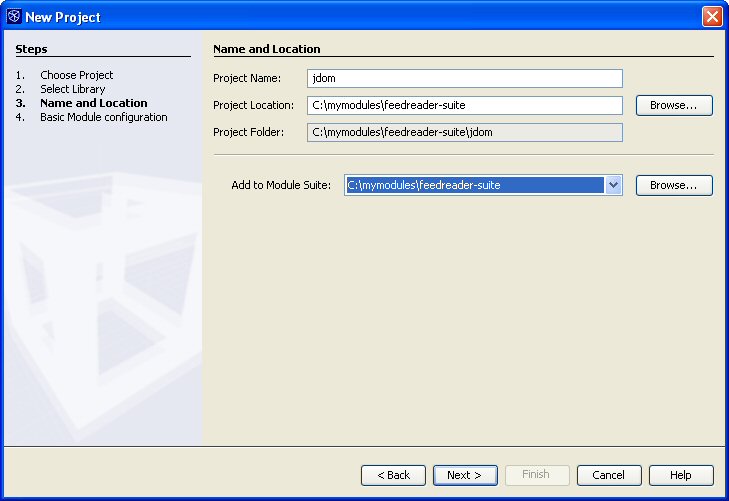 New Project
Steps
1. Choose Project
2. Select Library
3. Name and Location
4. Basic Module configuration
Name and Location
Project Name: jdom
Project Location: C:\mymodules\feedreader-suite Browse...
Project Folder: C:\mymodules\feedreader-suite\jdom
Add to Module Suite: C:\mymodules\feedreader-suite Browse...
< Back Next > Finish Cancel Help